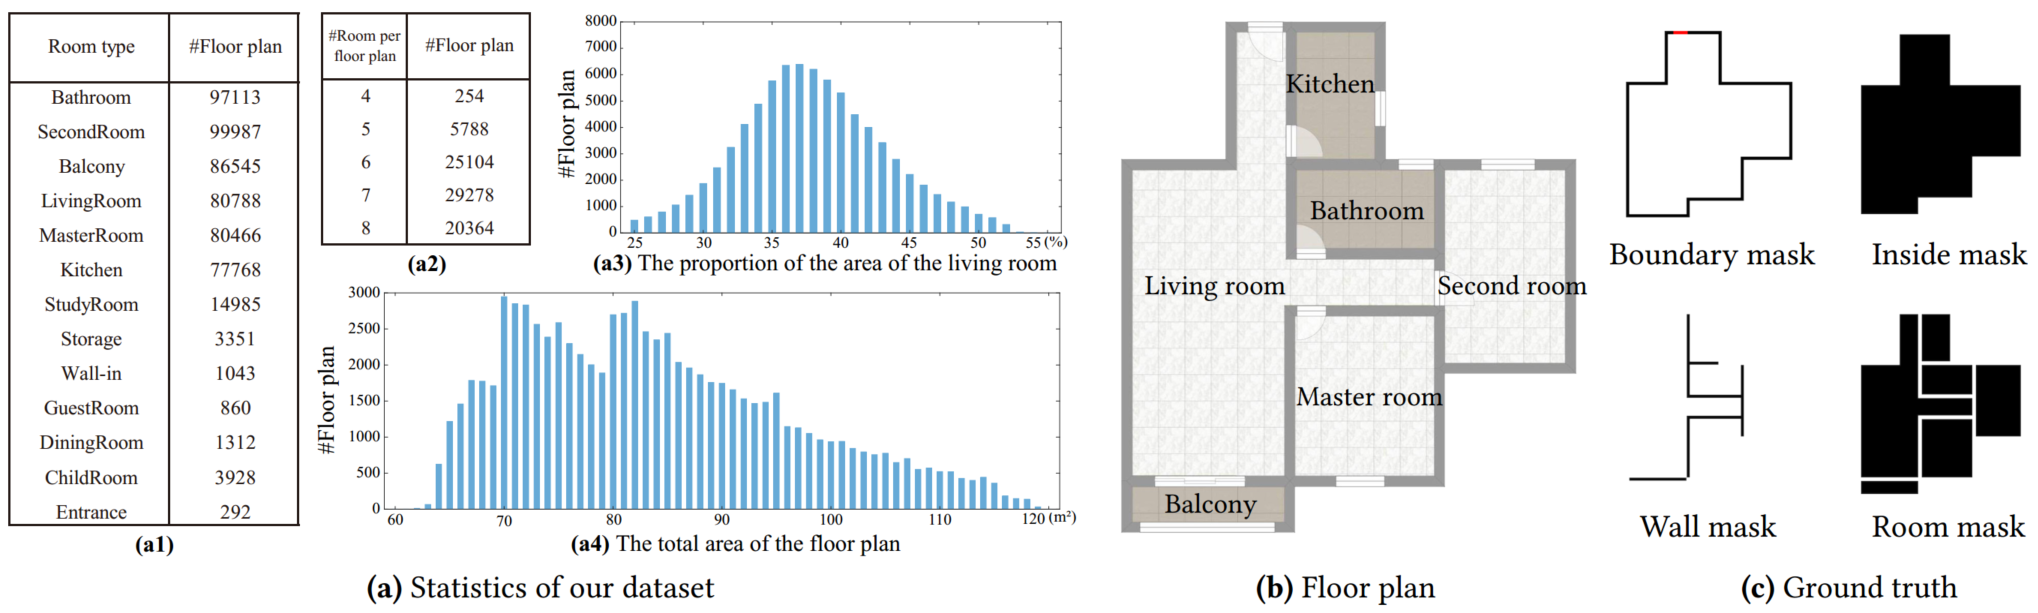 Room type #Floor plan
Bathroom 97113
SecondRoom 99987
Balcony 86545
LivingRoom 80788
MasterRoom 80466
Kitchen 77768
StudyRoom 14985
Storage 3351
Wall-in 1043
GuestRoom 860
DiningRoom 1312
ChildRoom 3928
Entrance 292
(a1)
#Room per
floor plan
#Floor plan
4 254
5 5788
6 25104
7 29278
8 20364
(a2)
#Floor plan
8000
7000
6000
5000
4000
3000
2000
1000
0
25 30 35 40 45 50 55 (%)
(a3) The proportion of the area of the living room
#Floor plan
3000
2500
2000
1500
1000
500
0
60 70 80 90 100 110 120 (m²)
(a4) The total area of the floor plan
(a) Statistics of our dataset
Kitchen
Bathroom
Living room
Second room
Master room
Balcony
(b) Floor plan
Boundary mask
Inside mask
Wall mask
Room mask
(c) Ground truth